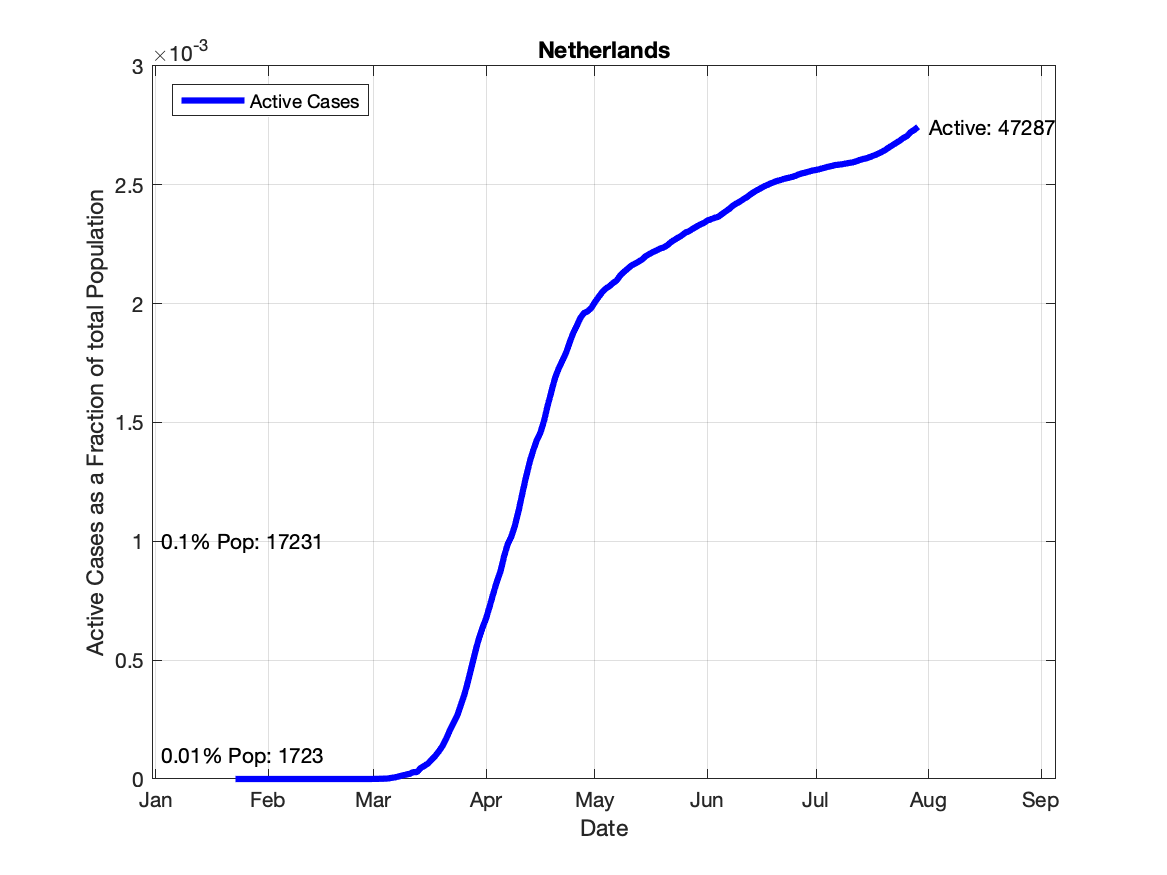 Netherlands
×10-3
3
Active Cases
Active: 47287
2.5
2
1.5
1
0.1% Pop: 17231
0.5
0.01% Pop: 1723
0
Jan Feb Mar Apr May Jun Jul Aug Sep
Date
Active Cases as a Fraction of total Population